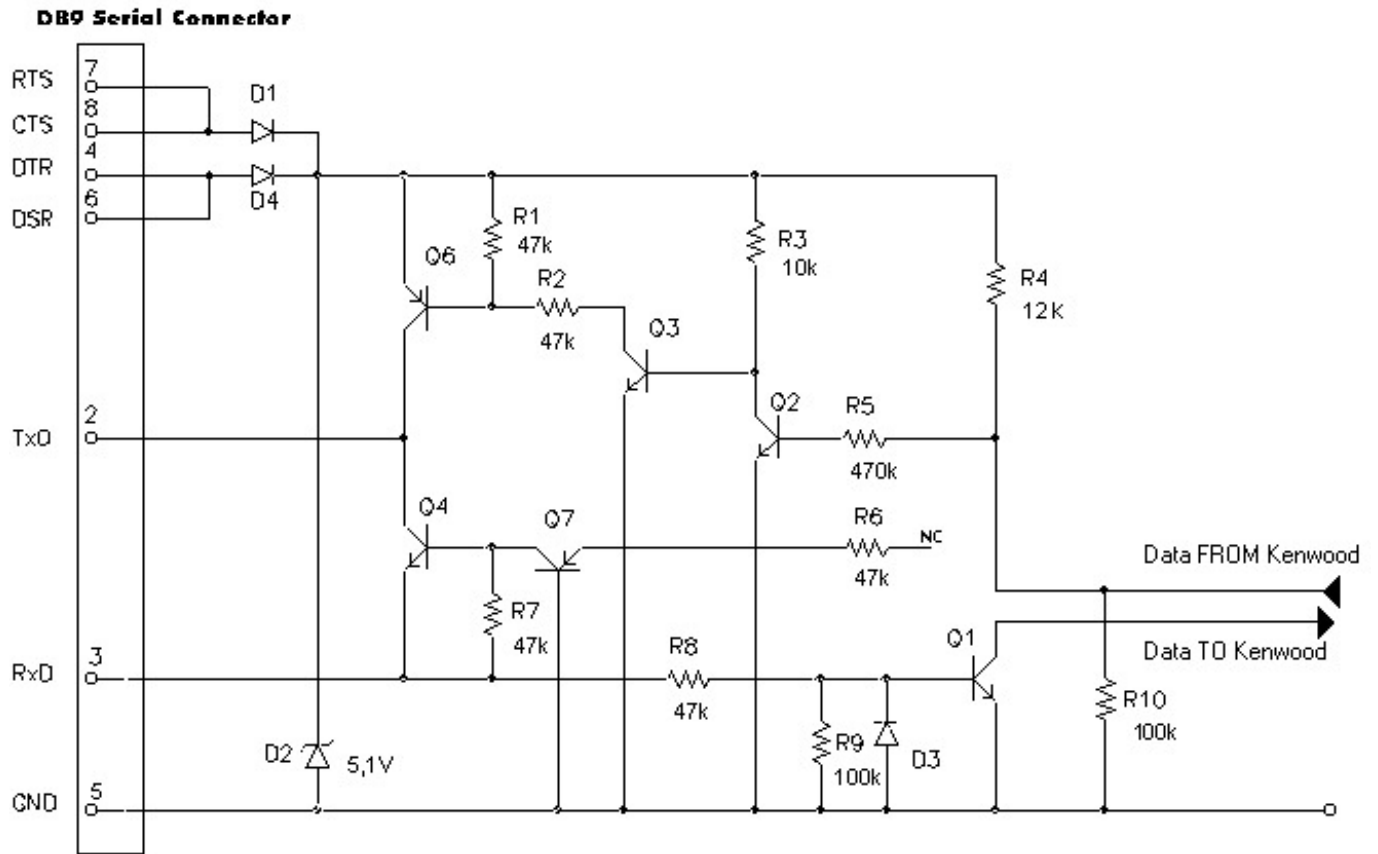 DB9 Serial Connector
RTS
7
CTS
8
DTR
4
DSR
6
D1
D4
R1
47k
Q6
R2
47k
Q3
R3
10k
R4
12K
Q2
R5
470k
TxD
2
Q4
Q7
R6
47k
NC
Data FROM Kenwood
Data TO Kenwood
R7
47k
R8
47k
Q1
RxD
3
R10
100k
D2
5,1V
R9
100k
D3
GND
5